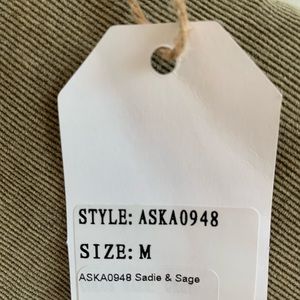 STYLE: ASKA0948
SIZE: M
ASKA0948 Sadie & Sage